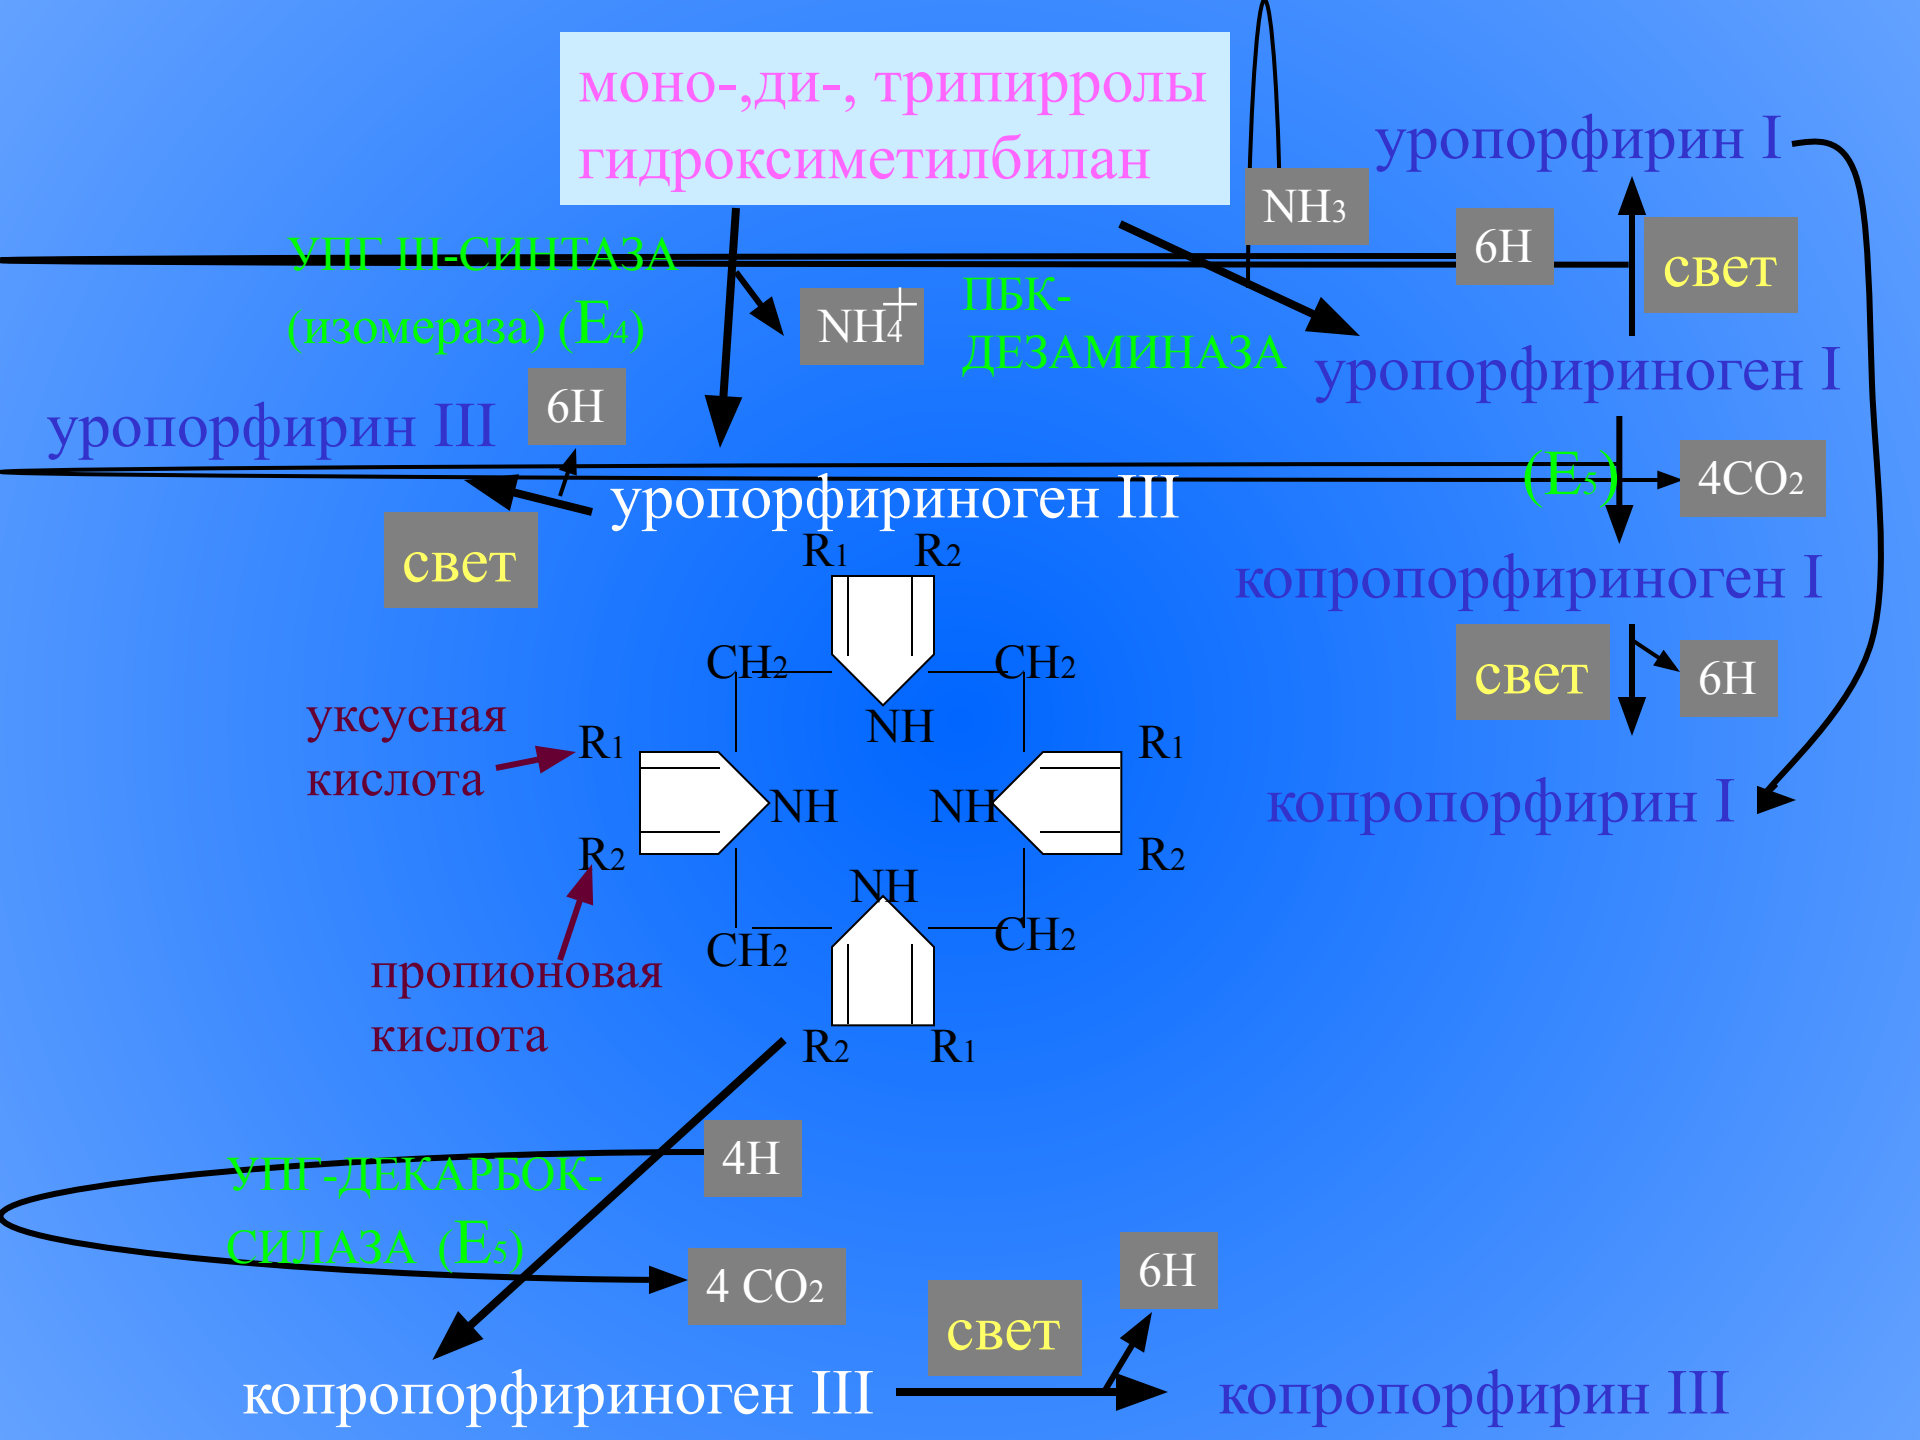 моно-,ди-, трипирролы
гидроксиметилбилан
уропорфирин I
NH3
6H
свет
УПГ III-СИНТАЗА
(изомераза) (E4)
NH4+
ПБК-
ДЕЗАМИНАЗА
уропорфириноген I
уропорфирин III
6H
(E5)
4CO2
уропорфириноген III
свет
R1
R2
копропорфириноген I
CH2
CH2
свет
6H
NH
уксусная
кислота
R1
R1
NH
NH
копропорфирин I
R2
R2
NH
CH2
CH2
пропионовая
кислота
R2
R1
4H
УПГ-ДЕКАРБОК-
СИЛАЗА (E5)
4 CO2
6H
свет
копропорфириноген III
копропорфирин III